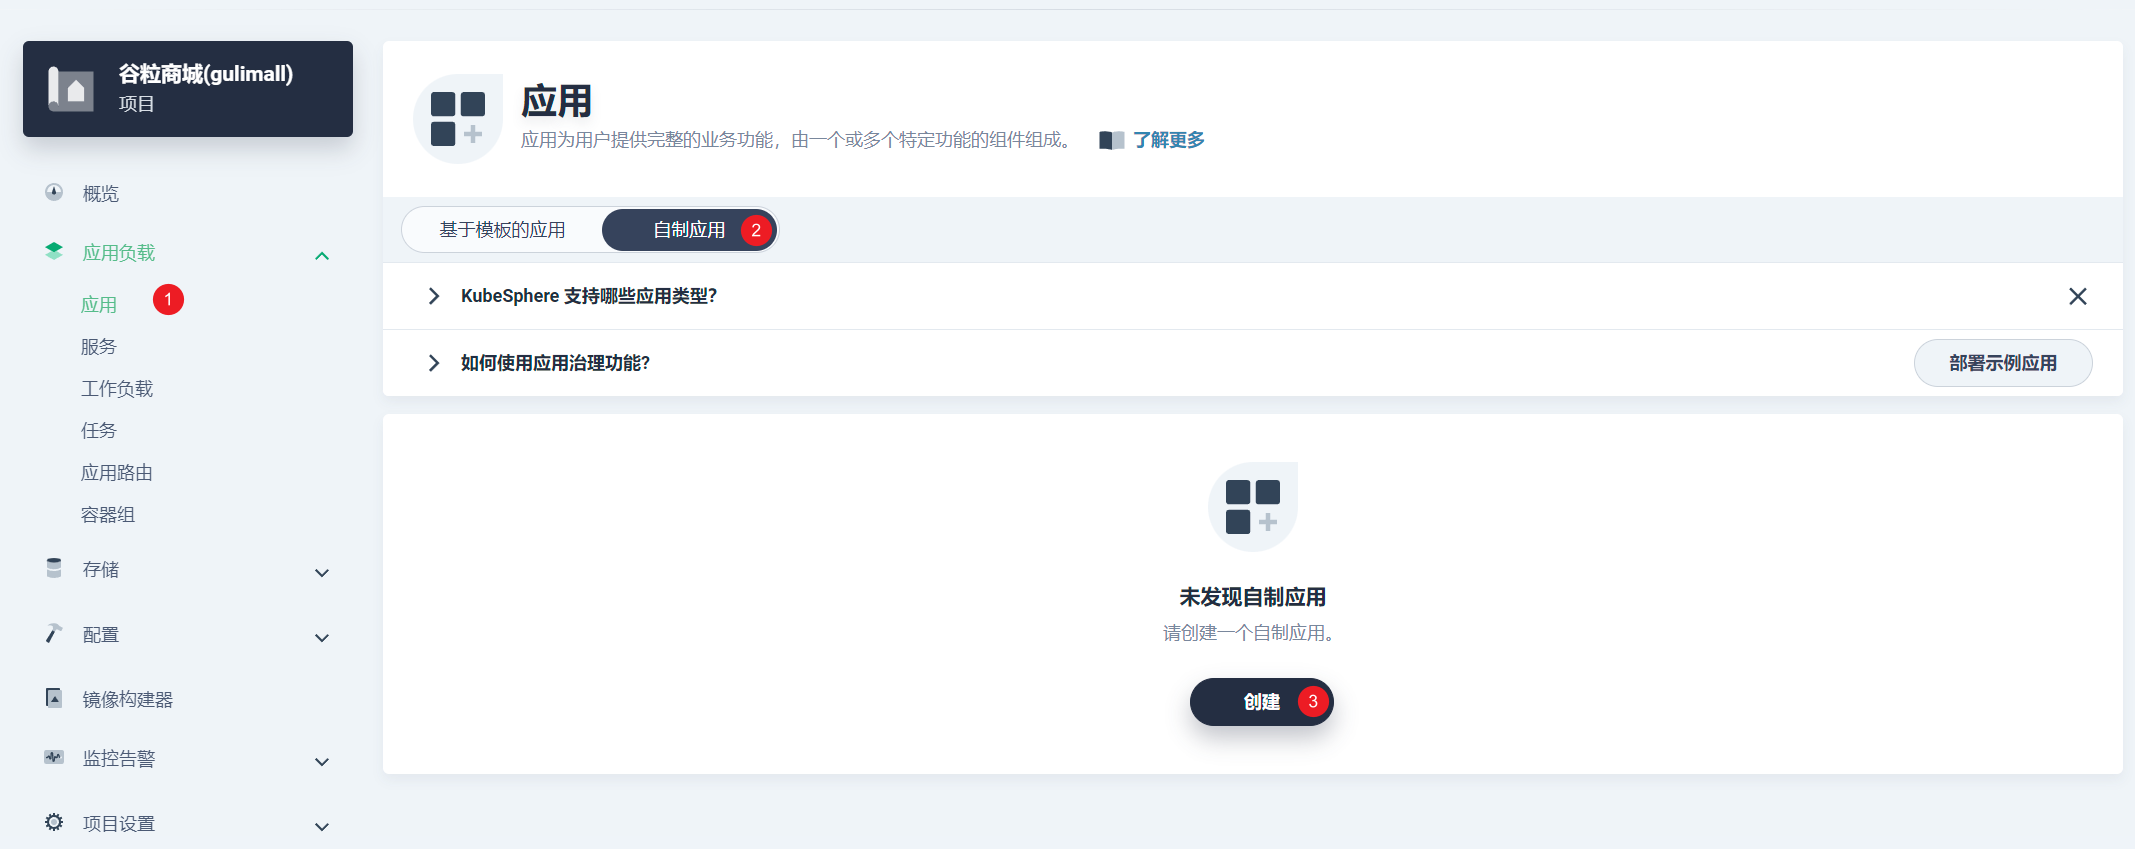 谷粒商城(gulimall)
项目
概览
应用负载
应用 1
服务
工作负载
任务
应用路由
容器组
存储
配置
镜像构建器
监控告警
项目设置
应用
应用为用户提供完整的业务功能，由一个或多个特定功能的组件组成。 了解更多
基于模板的应用 自制应用 2
KubeSphere 支持哪些应用类型？
如何使用应用治理功能？ 部署示例应用
未发现自制应用
请创建一个自制应用。
创建 3